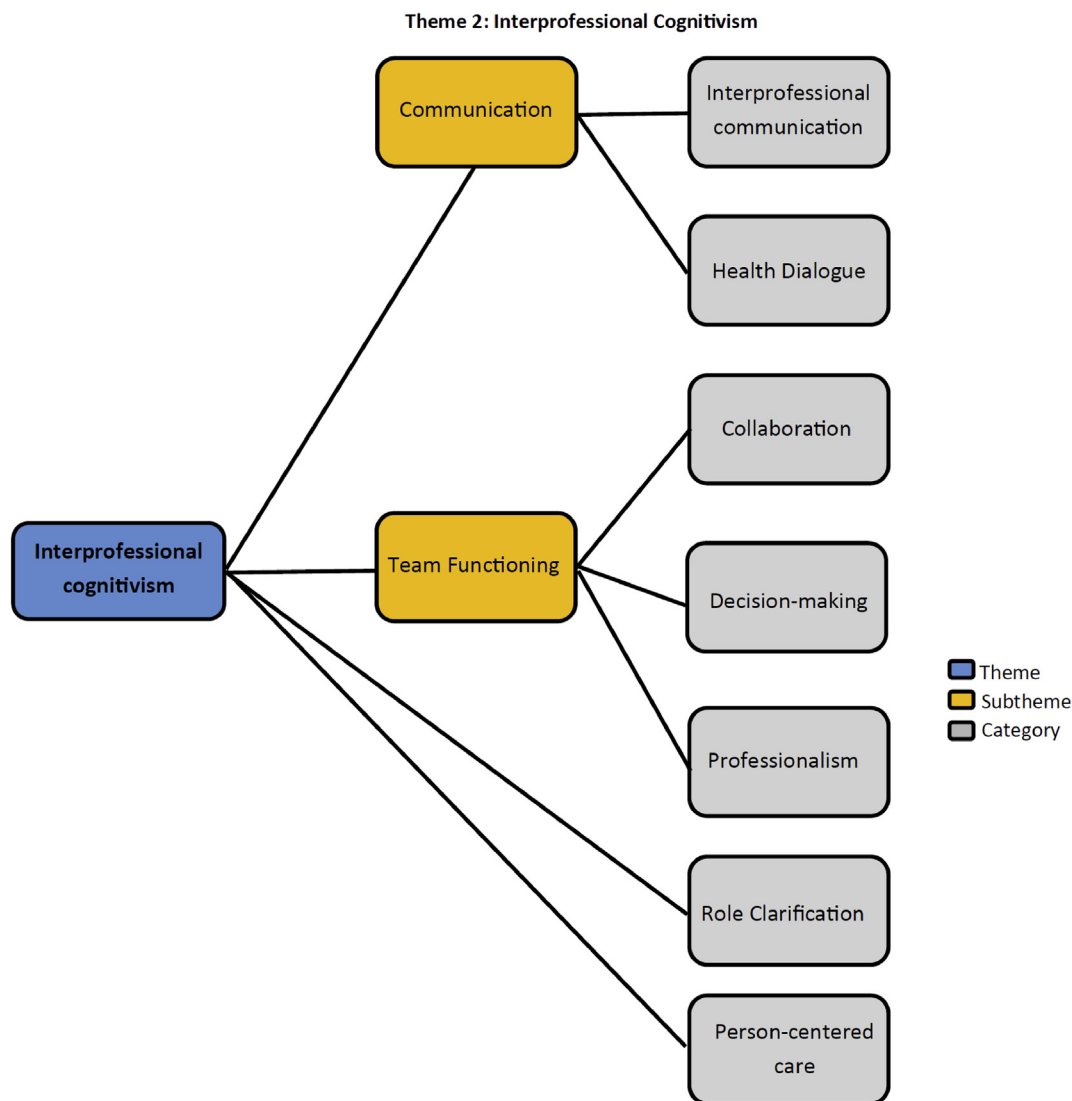 Theme 2: Interprofessional Cognitivism
Communication
Interprofessional
communication
Health Dialogue
Collaboration
Interprofessional
cognitivism
Team Functioning
Decision-making
Theme
Subtheme
Category
Professionalism
Role Clarification
Person-centered
care